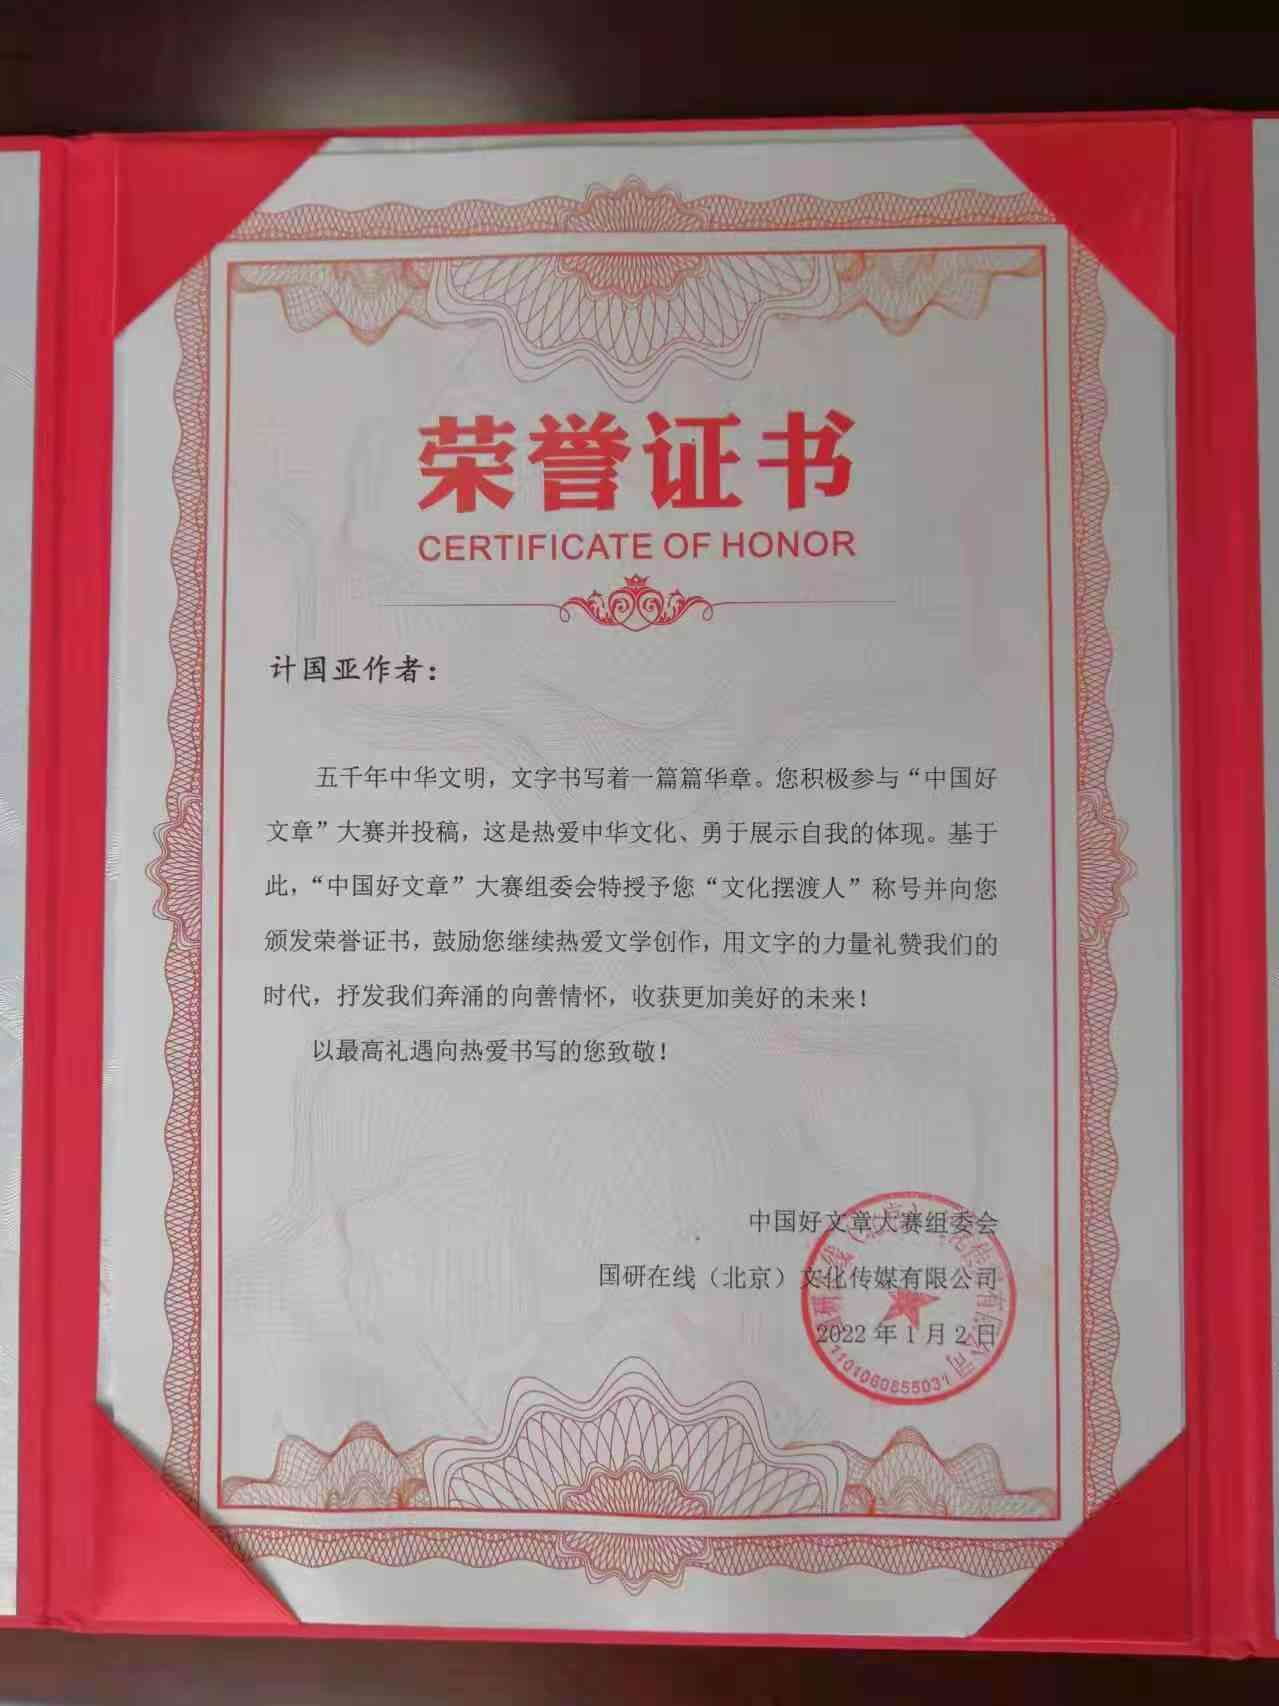 荣誉证书
CERTIFICATE OF HONOR
计国亚作者：
五千年中华文明，文字书写着一篇篇华章。您积极参与“中国好
文章”大赛并投稿，这是热爱中华文化、勇于展示自我的体现。基于
此，“中国好文章”大赛组委会特授予您“文化摆渡人”称号并向您
颁发荣誉证书，鼓励您继续热爱文学创作，用文字的力量礼赞我们的
时代，抒发我们奔涌的向善情怀，收获更加美好的未来！
以最高礼遇向热爱书写的您致敬！
中国好文章大赛组委会
国研在线（北京）文化传媒有限公司
2022年1月2日
1101060855031